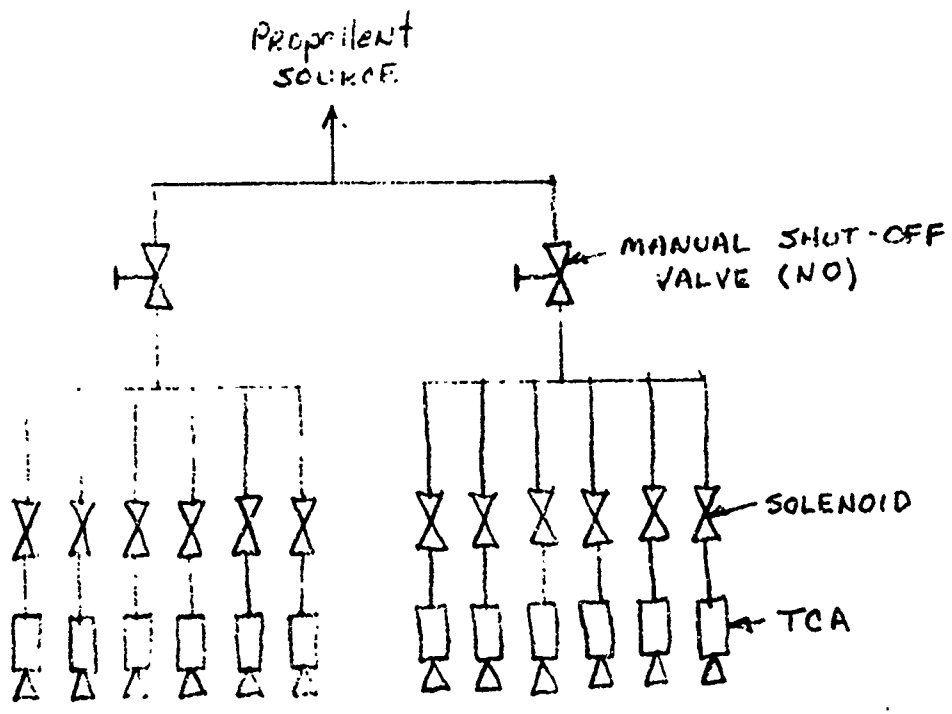 Propellent
SOURCE
MANUAL SHUT-OFF
VALVE (NO)
SOLENOID
TCA